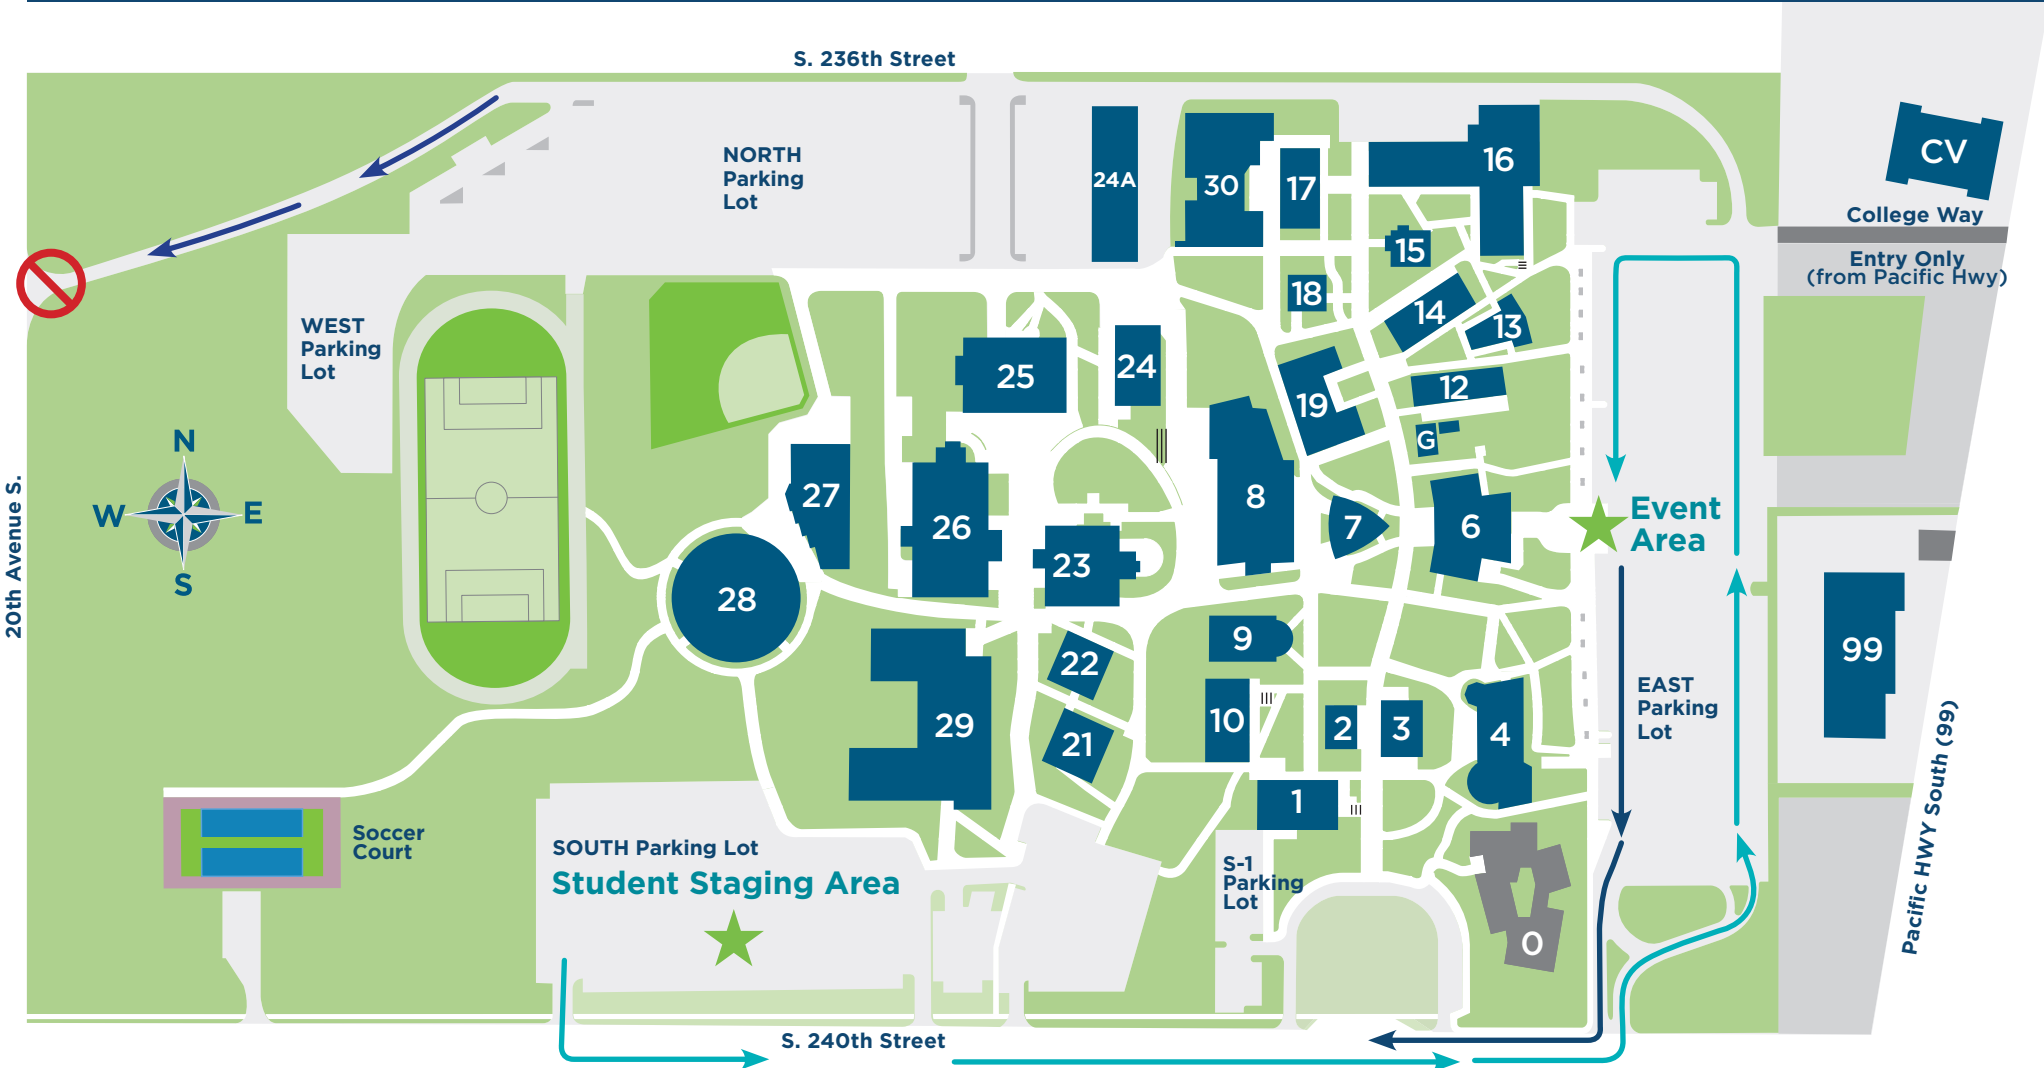 S. 236th Street
NORTH
Parking
Lot
24A
30
17
16
CV
College Way
Entry Only
(from Pacific Hwy)
15
18
14
13
WEST
Parking
Lot
25
24
19
12
G
N
W
E
S
20th Avenue S.
27
26
8
7
6
Event
Area
23
28
9
22
29
21
10
2
3
4
EAST
Parking
Lot
99
Pacific HWY South (99)
1
Soccer
Court
SOUTH Parking Lot
Student Staging Area
S-1
Parking
Lot
0
S. 240th Street